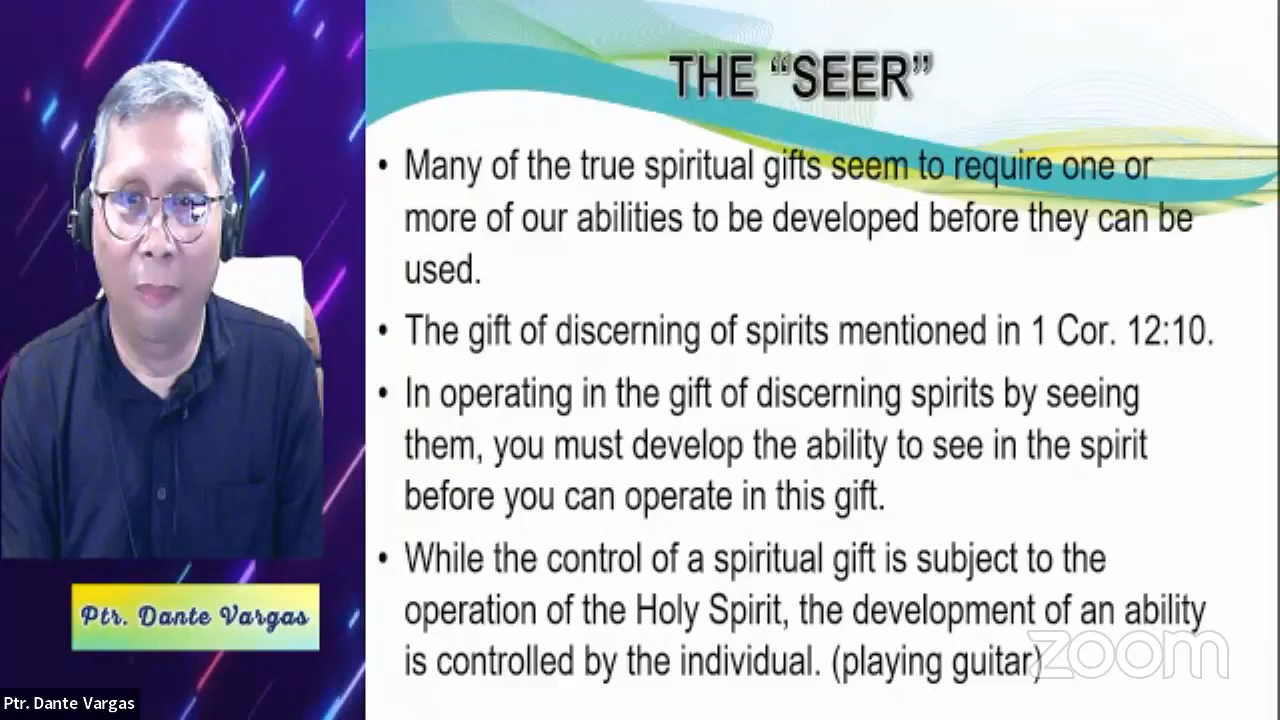 THE “SEER”
• Many of the true spiritual gifts seem to require one or
more of our abilities to be developed before they can be
used.
• The gift of discerning of spirits mentioned in 1 Cor. 12:10.
• In operating in the gift of discerning spirits by seeing
them, you must develop the ability to see in the spirit
before you can operate in this gift.
• While the control of a spiritual gift is subject to the
operation of the Holy Spirit, the development of an ability
is controlled by the individual. (playing guitar)
zoom
Ptr. Dante Vargas
Ptr. Dante Vargas